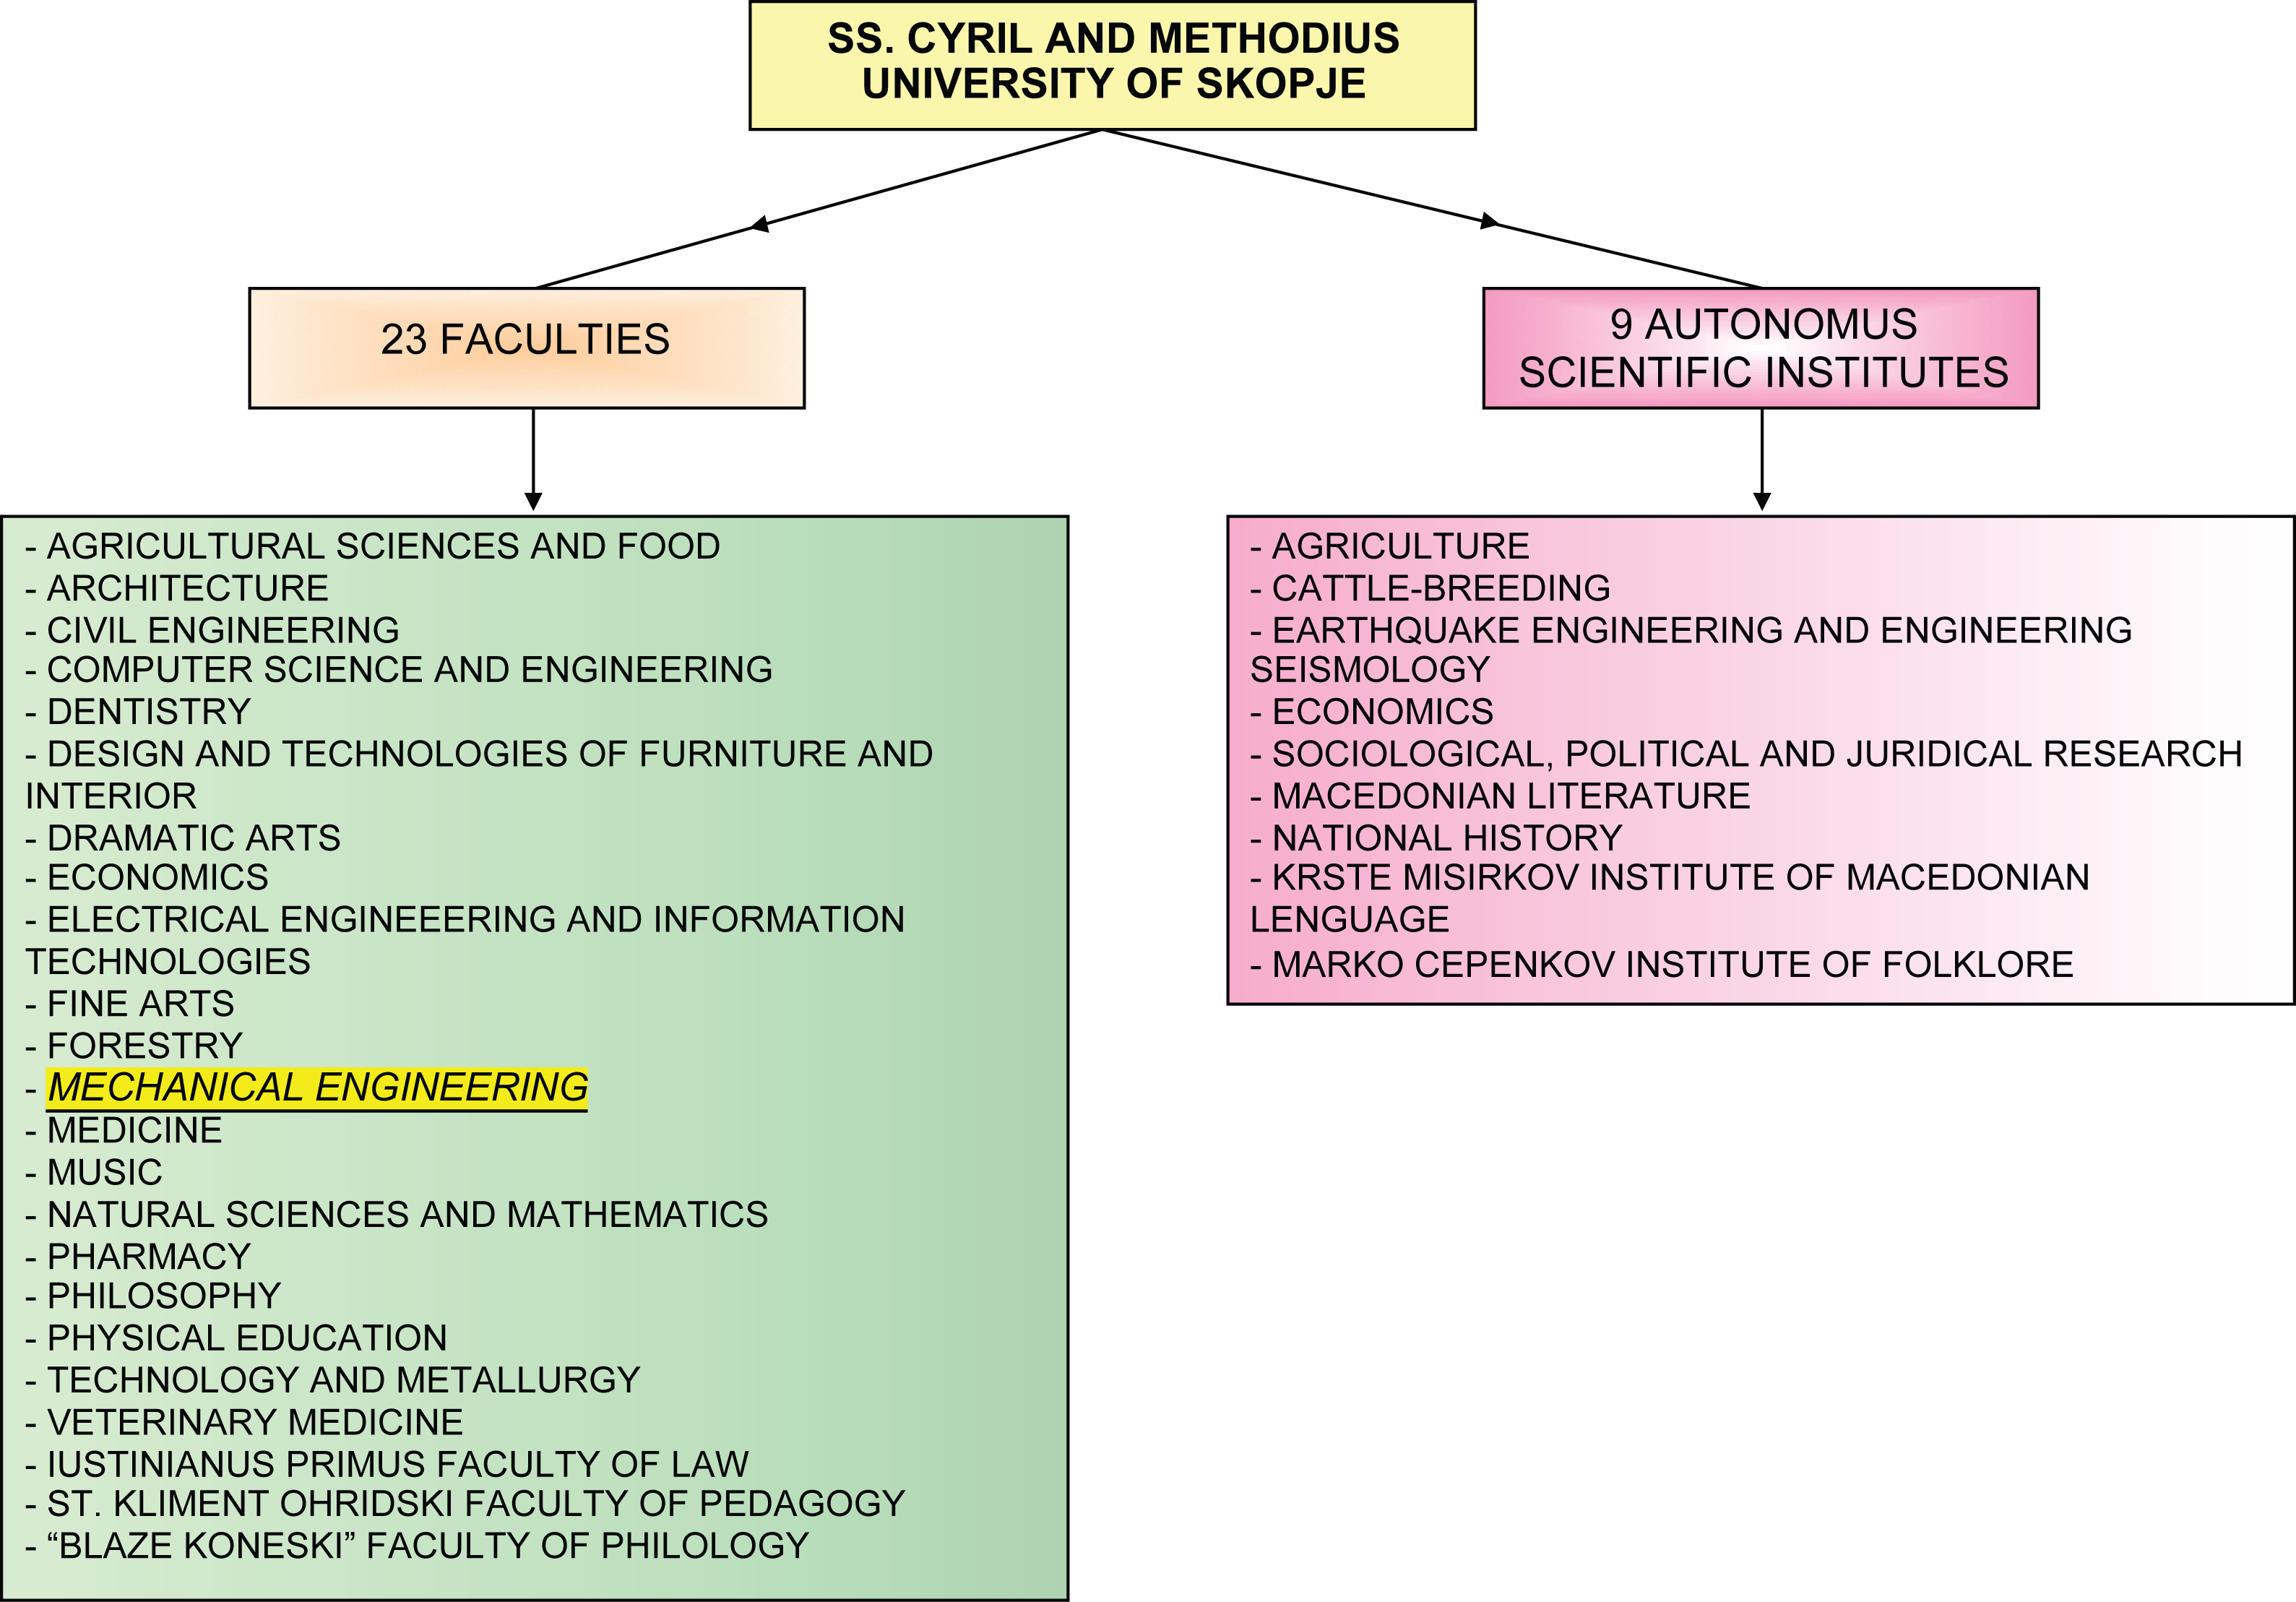 SS. CYRIL AND METHODIUS
UNIVERSITY OF SKOPJE
23 FACULTIES
9 AUTONOMUS
SCIENTIFIC INSTITUTES
- AGRICULTURAL SCIENCES AND FOOD
- ARCHITECTURE
- CIVIL ENGINEERING
- COMPUTER SCIENCE AND ENGINEERING
- DENTISTRY
- DESIGN AND TECHNOLOGIES OF FURNITURE AND
INTERIOR
- DRAMATIC ARTS
- ECONOMICS
- ELECTRICAL ENGINEEERING AND INFORMATION
TECHNOLOGIES
- FINE ARTS
- FORESTRY
- MECHANICAL ENGINEERING
- MEDICINE
- MUSIC
- NATURAL SCIENCES AND MATHEMATICS
- PHARMACY
- PHILOSOPHY
- PHYSICAL EDUCATION
- TECHNOLOGY AND METALLURGY
- VETERINARY MEDICINE
- IUSTINIANUS PRIMUS FACULTY OF LAW
- ST. KLIMENT OHRIDSKI FACULTY OF PEDAGOGY
- “BLAZE KONESKI” FACULTY OF PHILOLOGY
- AGRICULTURE
- CATTLE-BREEDING
- EARTHQUAKE ENGINEERING AND ENGINEERING
SEISMOLOGY
- ECONOMICS
- SOCIOLOGICAL, POLITICAL AND JURIDICAL RESEARCH
- MACEDONIAN LITERATURE
- NATIONAL HISTORY
- KRSTE MISIRKOV INSTITUTE OF MACEDONIAN
LENGUAGE
- MARKO CEPENKOV INSTITUTE OF FOLKLORE